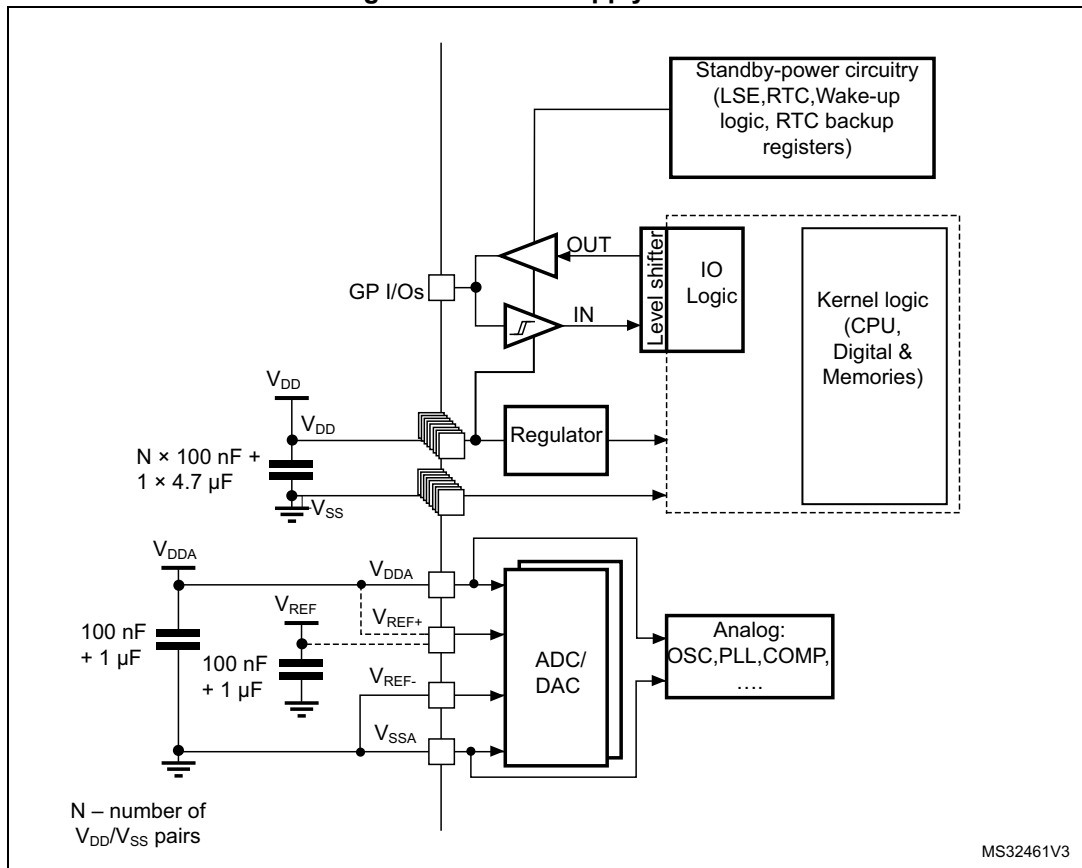 Standby-power circuitry
(LSE,RTC,Wake-up
logic, RTC backup
registers)
OUT
Level shifter
IO
Logic
Kernel logic
(CPU,
Digital &
Memories)
GP I/Os
IN
VDD
VDD
Regulator
N × 100 nF +
1 × 4.7 µF
VSS
VDDA
VDDA
VREF+
VREF
100 nF
+ 1 µF
100 nF
+ 1 µF
VREF-
VSSA
ADC/
DAC
Analog:
OSC,PLL,COMP,
....
N – number of
VDD/VSS pairs
MS32461V3